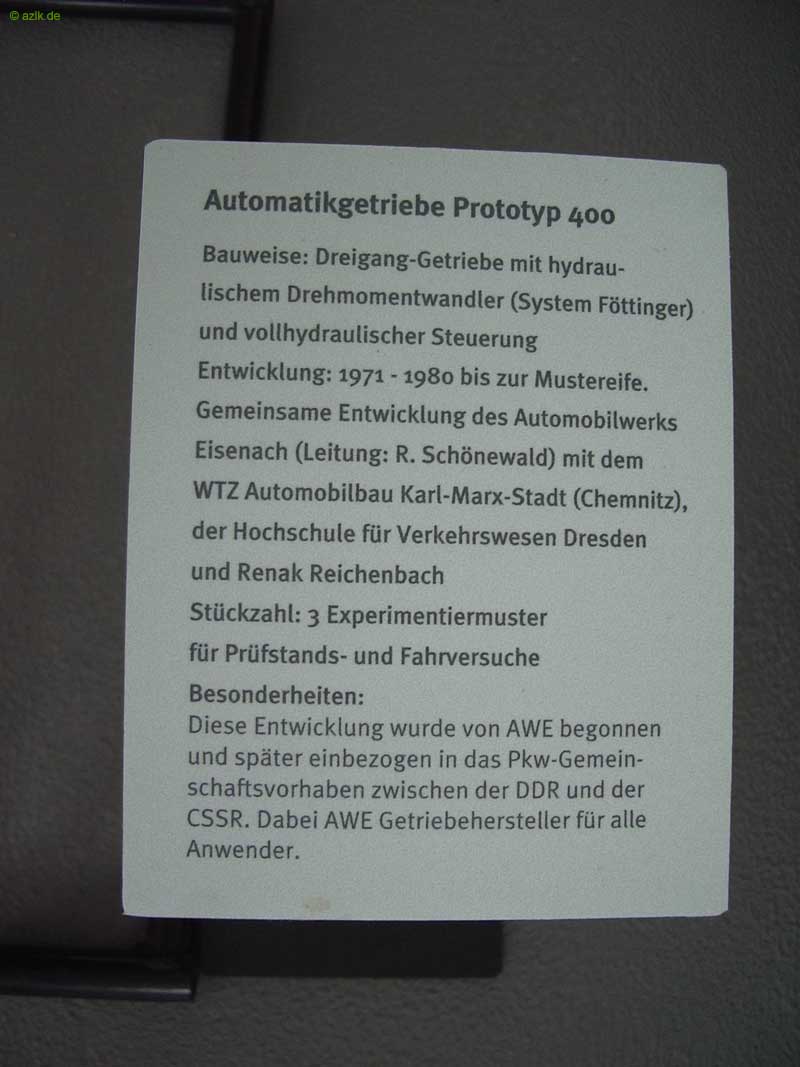 © azlk.de
Automatikgetriebe Prototyp 400
Bauweise: Dreigang-Getriebe mit hydrau-
lischem Drehmomentwandler (System Föttinger)
und vollhydraulischer Steuerung
Entwicklung: 1971 - 1980 bis zur Mustereife.
Gemeinsame Entwicklung des Automobilwerks
Eisenach (Leitung: R. Schönewald) mit dem
WTZ Automobilbau Karl-Marx-Stadt (Chemnitz),
der Hochschule für Verkehrswesen Dresden
und Renak Reichenbach
Stückzahl: 3 Experimentiermuster
für Prüfstands- und Fahrversuche
Besonderheiten:
Diese Entwicklung wurde von AWE begonnen
und später einbezogen in das Pkw-Gemein-
schaftsvorhaben zwischen der DDR und der
CSSR. Dabei AWE Getriebehersteller für alle
Anwender.